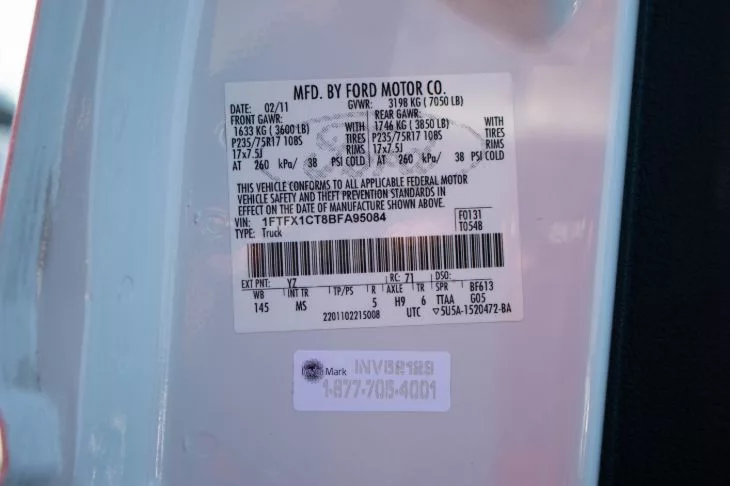 MFD. BY FORD MOTOR CO.
DATE: 02/11 GVWR: 3198 KG ( 7050 LB)
FRONT GAWR: REAR GAWR:
1633 KG ( 3600 LB) WITH 1746 KG ( 3850 LB) WITH
P235/75R17 108S TIRES P235/75R17 108S TIRES
17x7.5J RIMS 17x7.5J RIMS
AT 260 kPa/ 38 PSI COLD AT 260 kPa/ 38 PSI COLD
THIS VEHICLE CONFORMS TO ALL APPLICABLE FEDERAL MOTOR
VEHICLE SAFETY AND THEFT PREVENTION STANDARDS IN
EFFECT ON THE DATE OF MANUFACTURE SHOWN ABOVE.
VIN: 1FTFX1CT8BFA95084 F0131
TYPE: Truck T0548
EXT PNT: YZ RC: 71 DSO:
WB INT TR TP/PS R AXLE TR SPR BF613
145 MS 5 H9 6 TTAA G05
2201102215008 UTC ▽5U5A-1520472-BA
Mark INV52129
1-877-705-4001